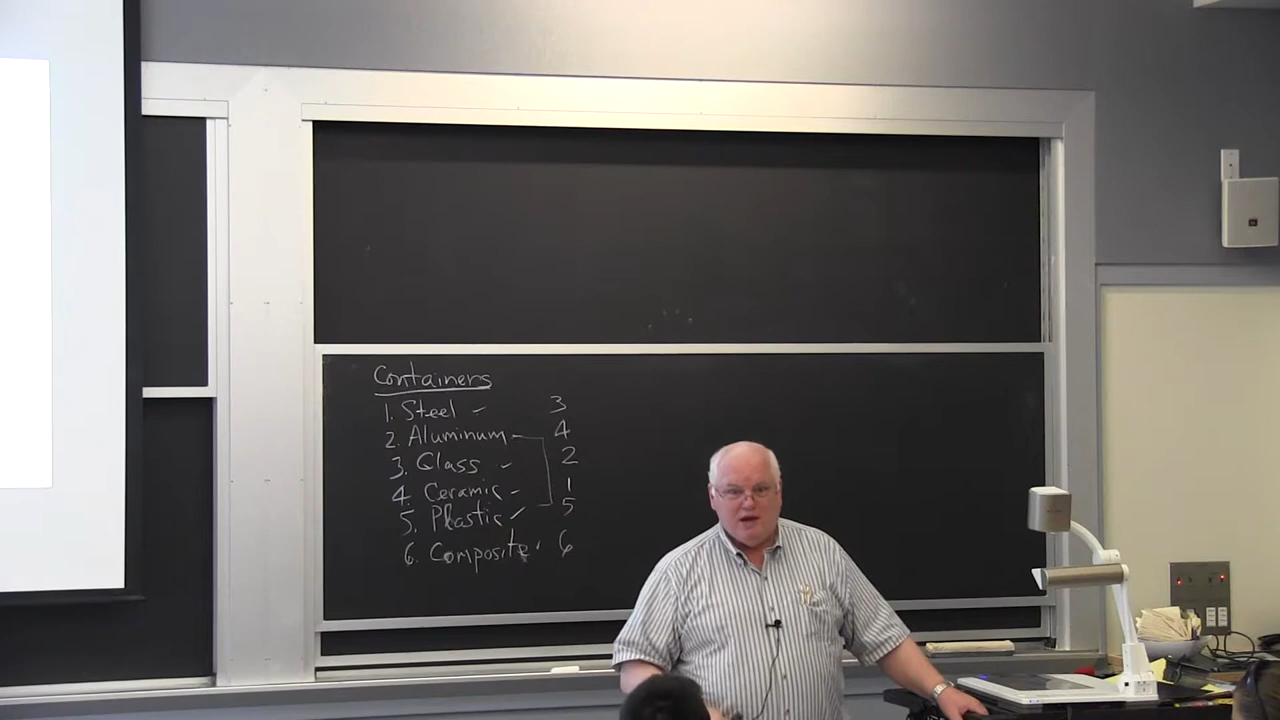 Containers
1. Steel - 3
2. Aluminum - 4
3. Glass - 2
4. Ceramic - 1
5. Plastic - 5
6. Composite 6